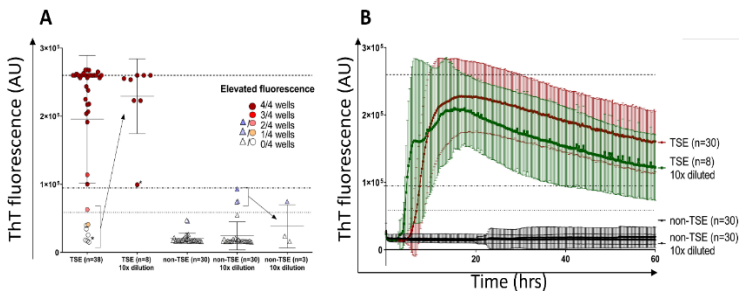 A
ThT fluorescence (AU)
3×10⁵
2×10⁵
1×10⁵
0
Elevated fluorescence
4/4 wells
3/4 wells
2/4 wells
1/4 wells
0/4 wells
TSE (n=38)
TSE (n=8)
10x dilution
non-TSE (n=30)
non-TSE (n=30)
10x dilution
non-TSE (n=3)
10x dilution
B
ThT fluorescence (AU)
3×10⁵
2×10⁵
1×10⁵
0
0
20
40
60
Time (hrs)
TSE (n=30)
TSE (n=8)
10x diluted
non-TSE (n=30)
non-TSE (n=30)
10x diluted